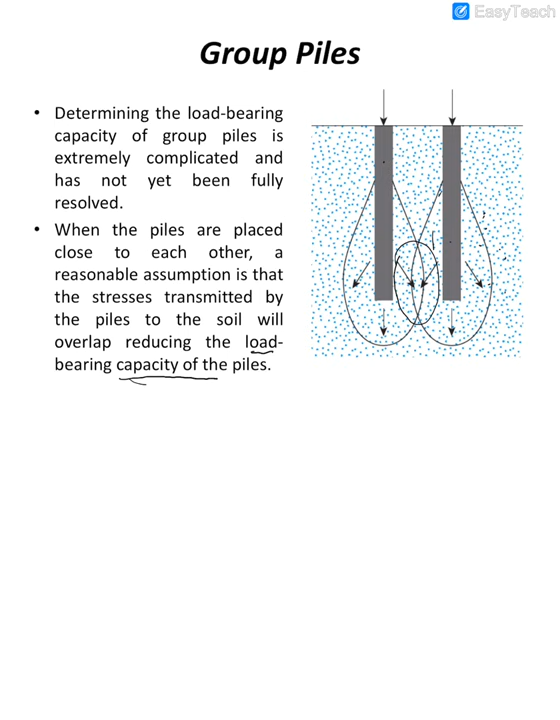 EasyTeach
Group Piles
• Determining the load-bearing
capacity of group piles is
extremely complicated and
has not yet been fully
resolved.
• When the piles are placed
close to each other, a
reasonable assumption is that
the stresses transmitted by
the piles to the soil will
overlap reducing the load-
bearing capacity of the piles.